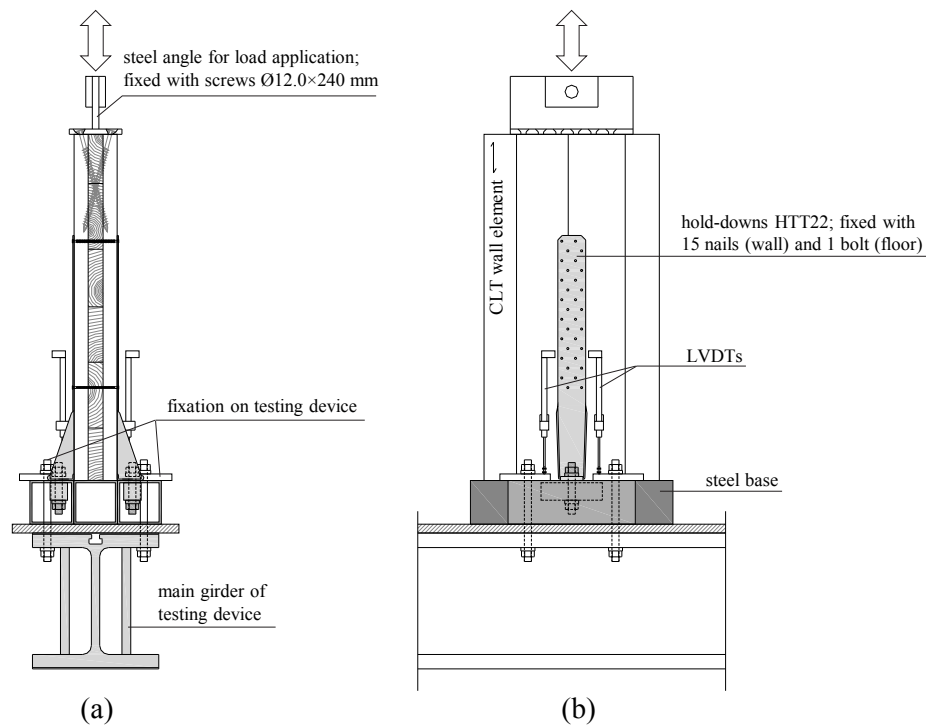 steel angle for load application;
fixed with screws Ø12.0×240 mm
CLT wall element
hold-downs HTT22; fixed with
15 nails (wall) and 1 bolt (floor)
LVDTs
fixation on testing device
steel base
main girder of
testing device
(a)
(b)